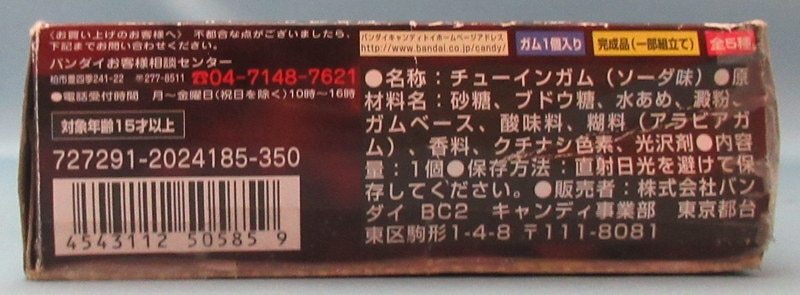 〈お買い上げのお客様へ〉 不都合な点がございましたら、
下記までお問い合わせください。
バンダイお客様相談センター
柏市豊四季241-22 〒277-8511 ☎04-7148-7621
●電話受付時間 月〜金曜日(祝日を除く)10時〜16時
対象年齢15才以上
727291-2024185-350
4543112 50585 9
バンダイキャンディトイホームページアドレス
http://www.bandai.co.jp/candy/
ガム1個入り
完成品(一部組立て)
全5種
●名称：チューインガム（ソーダ味）●原
材料名：砂糖、ブドウ糖、水あめ、澱粉、
ガムベース、酸味料、糊料（アラビアガ
ム）、香料、クチナシ色素、光沢剤●内容
量：1個●保存方法：直射日光を避けて保
存してください。●販売者：株式会社バン
ダイ BC2 キャンディ事業部 東京都台
東区駒形1-4-8 〒111-8081